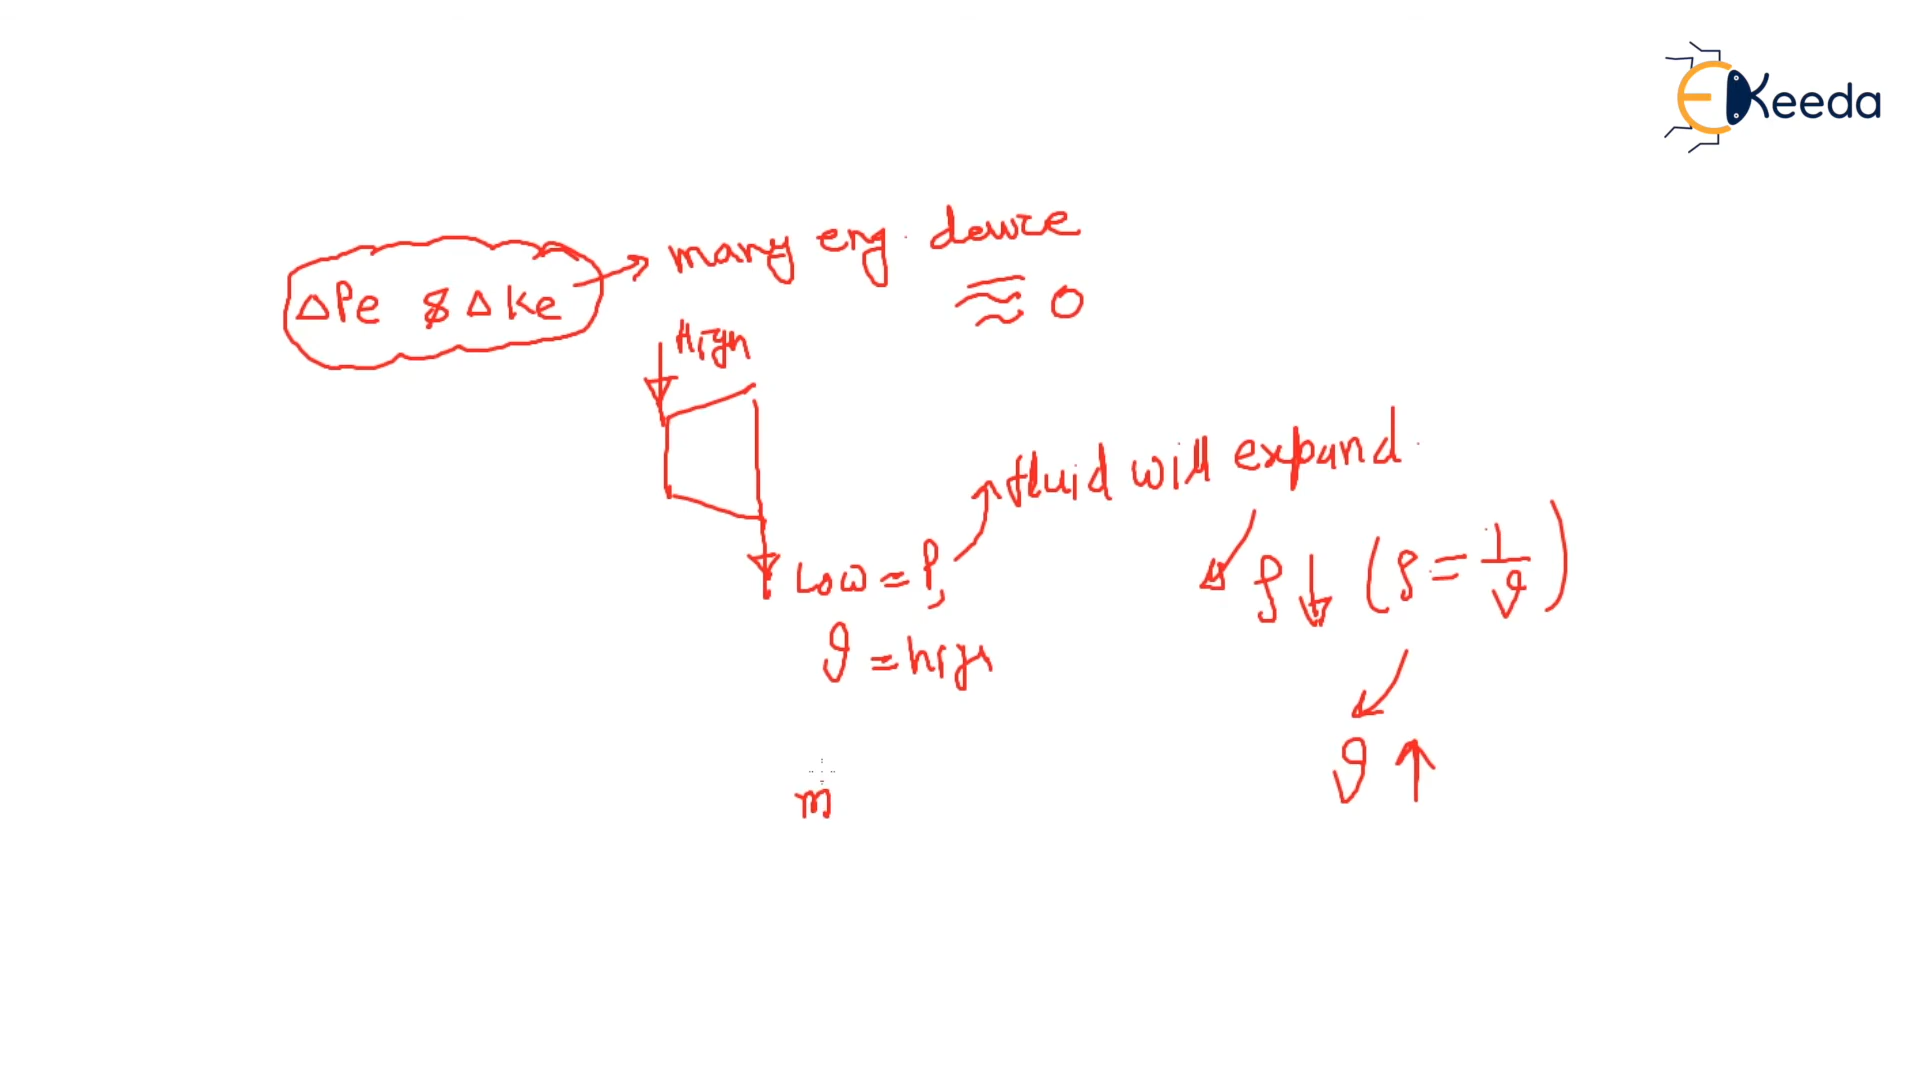 EKeeda
many eng. device
ΔPe & ΔKe
≈ 0
High
fluid will expand
Low = P,
ρ ↓ (ρ = 1/v)
v = high
v ↑
m